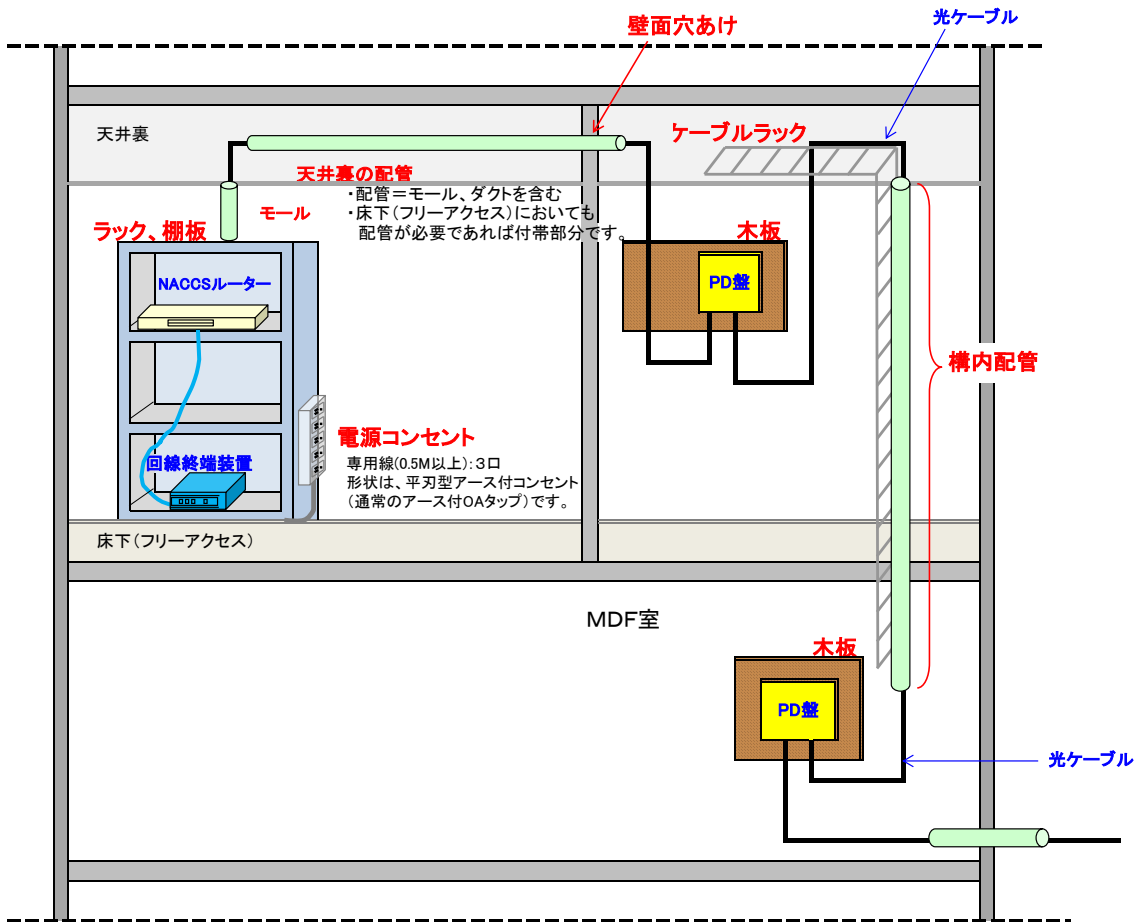 光ケーブル
壁面穴あけ
天井裏
ケーブルラック
天井裏の配管
・配管＝モール、ダクトを含む
・床下（フリーアクセス）においても
配管が必要であれば付帯部分です。
モール
ラック、棚板
木板
NACCSルーター
PD盤
構内配管
電源コンセント
専用線(0.5M以上)：３口
形状は、平刃型アース付コンセント
（通常のアース付OAタップ）です。
回線終端装置
床下（フリーアクセス）
MDF室
木板
PD盤
光ケーブル